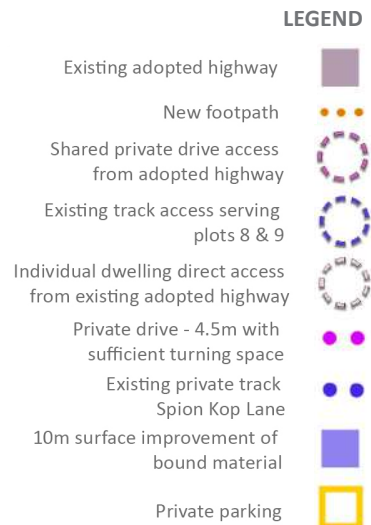 LEGEND
Existing adopted highway
New footpath
Shared private drive access
from adopted highway
Existing track access serving
plots 8 & 9
Individual dwelling direct access
from existing adopted highway
Private drive - 4.5m with
sufficient turning space
Existing private track
Spion Kop Lane
10m surface improvement of
bound material
Private parking